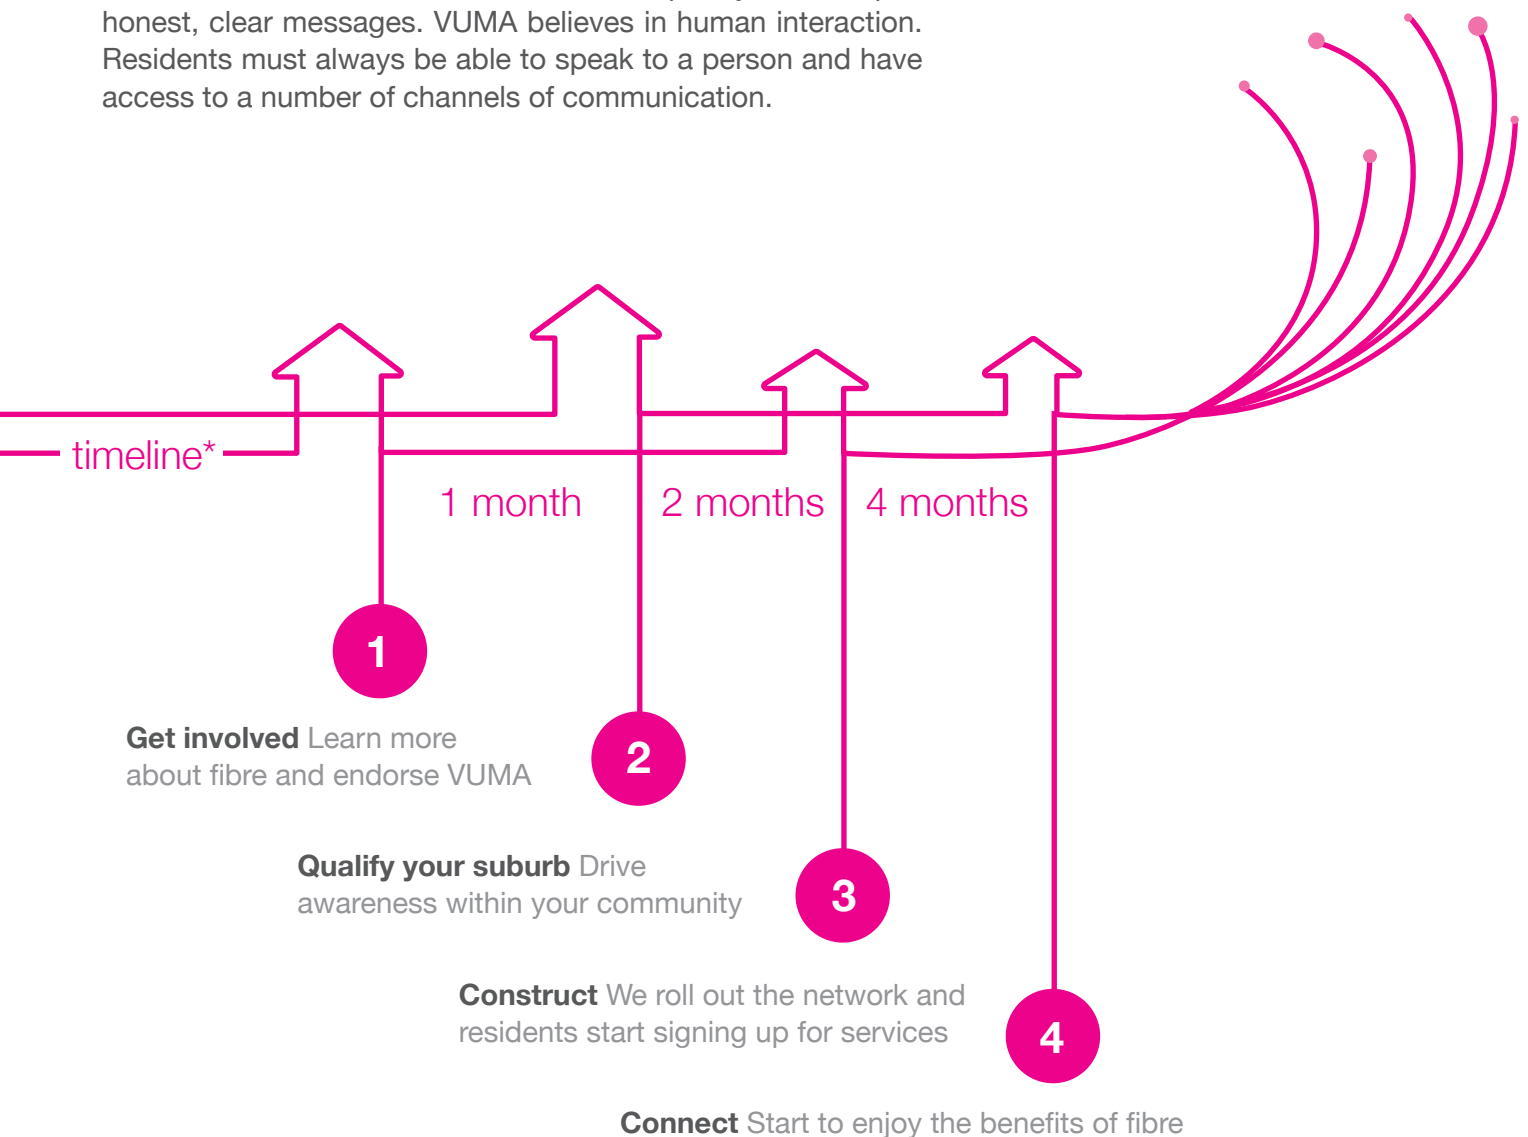 honest, clear messages. VUMA believes in human interaction.
Residents must always be able to speak to a person and have
access to a number of channels of communication.
timeline*
1 month
2 months
4 months
1
Get involved Learn more
about fibre and endorse VUMA
2
Qualify your suburb Drive
awareness within your community
3
Construct We roll out the network and
residents start signing up for services
4
Connect Start to enjoy the benefits of fibre